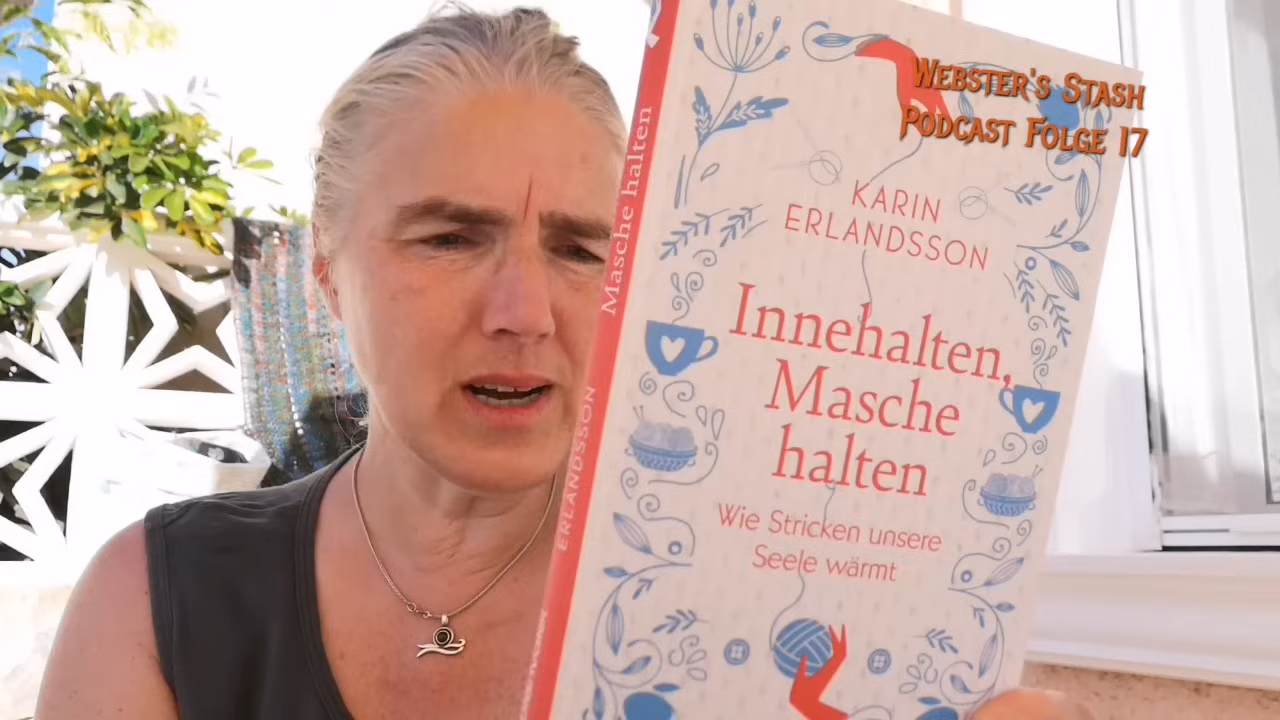 WEBSTER'S STASH
PODCAST FOLGE 17
KARIN
ERLANDSSON
Innehalten,
Masche
halten
Wie Stricken unsere
Seele wärmt
Masche halten
ERLANDSSON